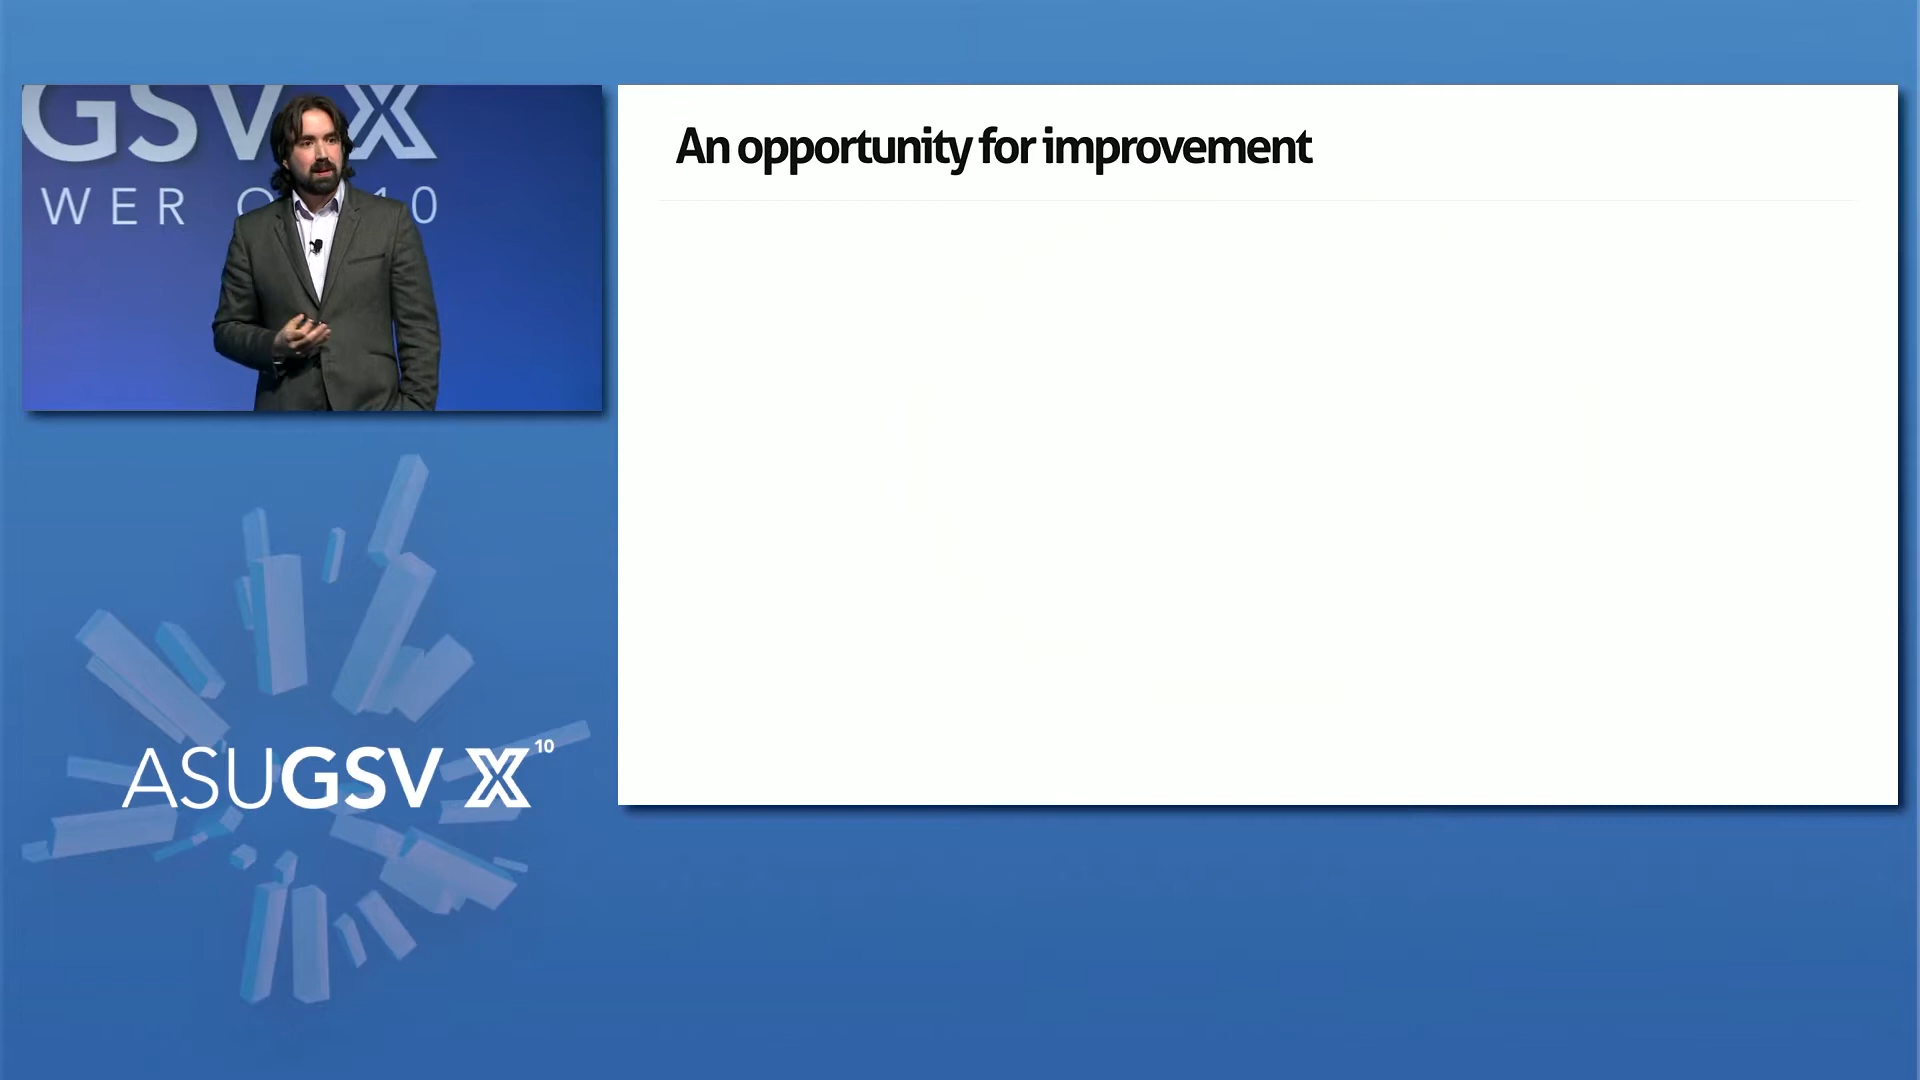 GSV X
WER O 10
An opportunity for improvement
ASUGSV X 10